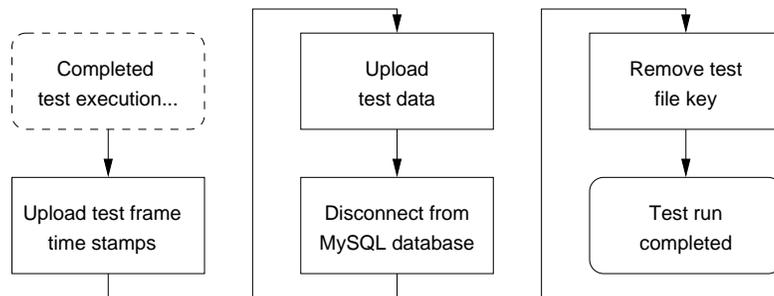 Completed
test execution...
Upload test frame
time stamps
Upload
test data
Disconnect from
MySQL database
Remove test
file key
Test run
completed